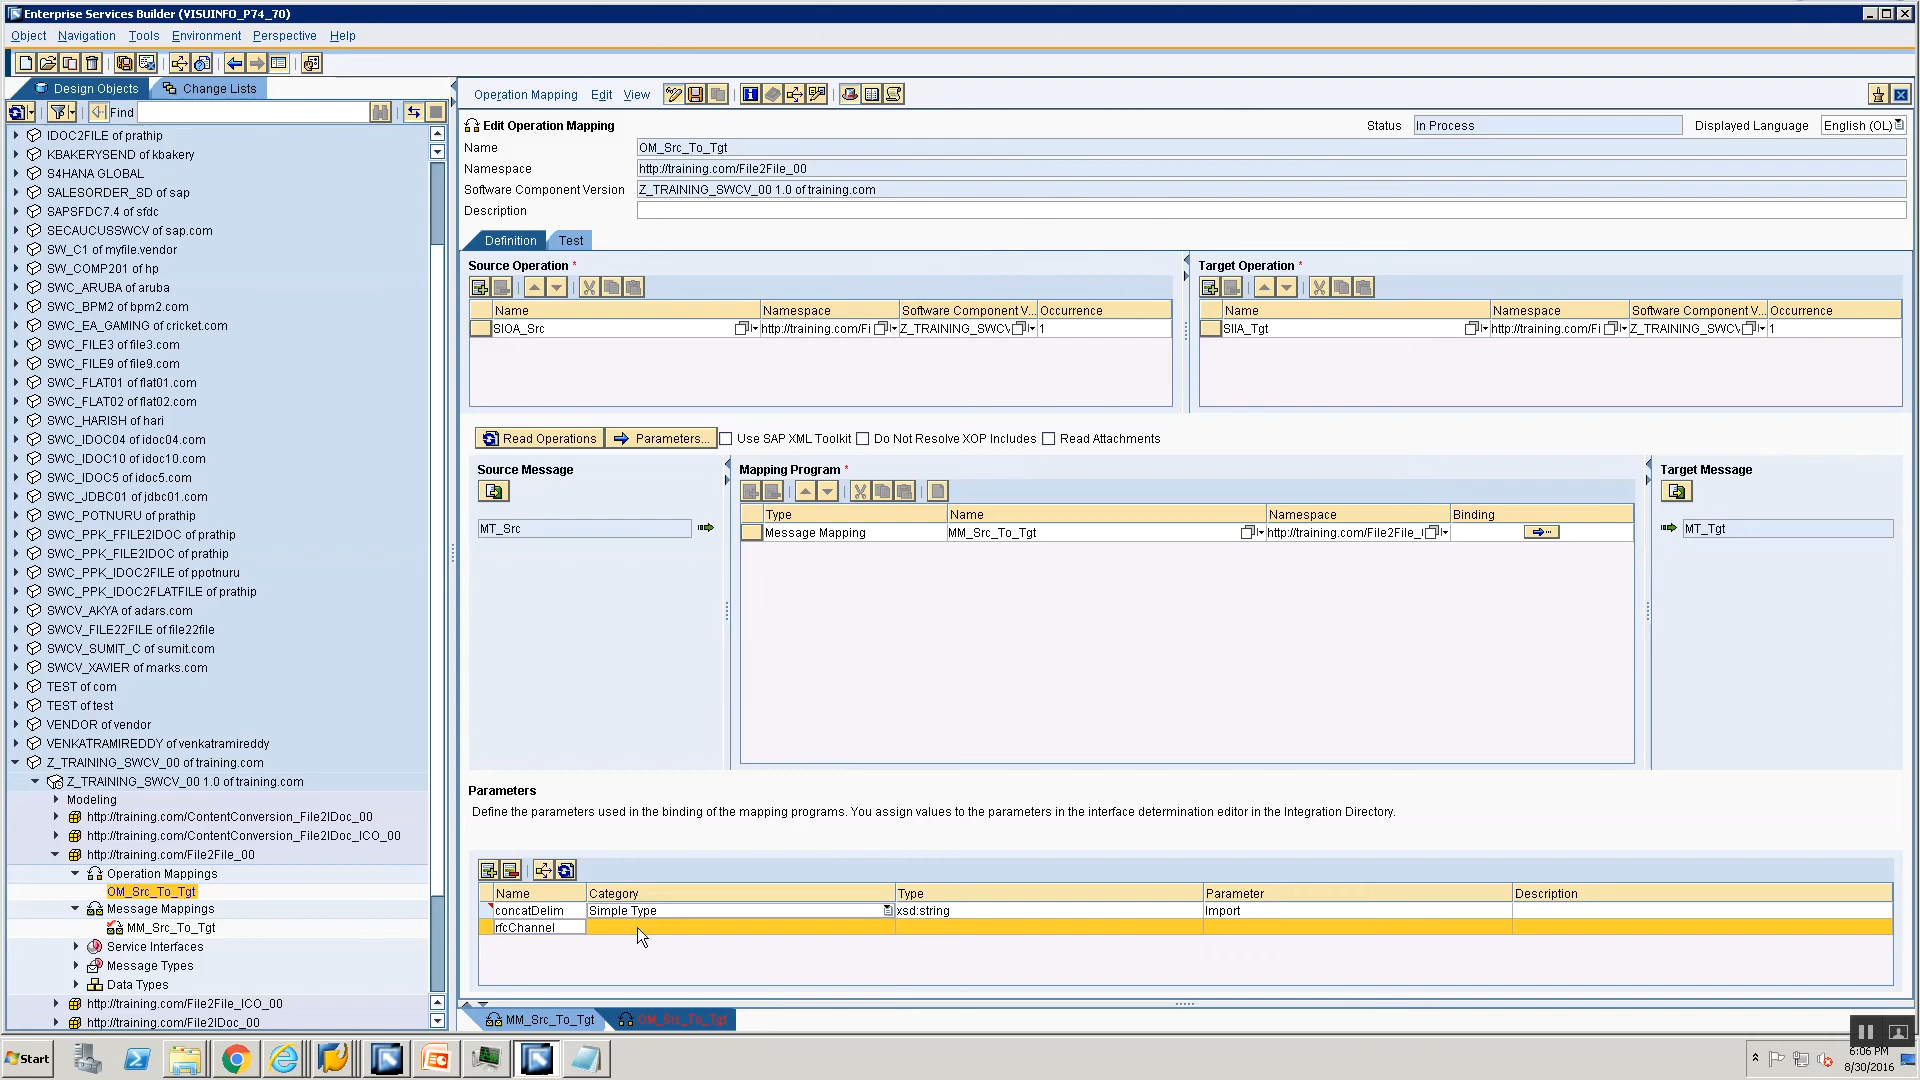 Enterprise Services Builder (VISUINFO_P74_70)
Object Navigation Tools Environment Perspective Help
Design Objects Change Lists
Find
IDOC2FILE of prathip
KBAKERYSEND of kbakery
S4HANA GLOBAL
SALESORDER_SD of sap
SAPSFDC7.4 of sfdc
SECAUCUSSWCV of sap.com
SW_C1 of myfile.vendor
SW_COMP201 of hp
SWC_ARUBA of aruba
SWC_BPM2 of bpm2.com
SWC_EA_GAMING of cricket.com
SWC_FILE3 of file3.com
SWC_FILE9 of file9.com
SWC_FLAT01 of flat01.com
SWC_FLAT02 of flat02.com
SWC_HARISH of hari
SWC_IDOC04 of idoc04.com
SWC_IDOC10 of idoc10.com
SWC_IDOC5 of idoc5.com
SWC_JDBC01 of jdbc01.com
SWC_POTNURU of prathip
SWC_PPK_FFILE2IDOC of prathip
SWC_PPK_FILE2IDOC of prathip
SWC_PPK_IDOC2FILE of ppotnuru
SWC_PPK_IDOC2FLATFILE of prathip
SWCV_AKYA of adars.com
SWCV_FILE22FILE of file22file
SWCV_SUMIT_C of sumit.com
SWCV_XAVIER of marks.com
TEST of com
TEST of test
VENDOR of vendor
VENKATRAMIREDDY of venkatramireddy
Z_TRAINING_SWCV_00 of training.com
Z_TRAINING_SWCV_00 1.0 of training.com
Modeling
http://training.com/ContentConversion_File2IDoc_00
http://training.com/ContentConversion_File2IDoc_ICO_00
http://training.com/File2File_00
Operation Mappings
OM_Src_To_Tgt
Message Mappings
MM_Src_To_Tgt
Service Interfaces
Message Types
Data Types
http://training.com/File2File_ICO_00
http://training.com/File2IDoc_00
Operation Mapping Edit View
Edit Operation Mapping Status In Process Displayed Language English (OL)
Name OM_Src_To_Tgt
Namespace http://training.com/File2File_00
Software Component Version Z_TRAINING_SWCV_00 1.0 of training.com
Description
Definition Test
Source Operation *
Name Namespace Software Component V... Occurrence
SIOA_Src http://training.com/Fi Z_TRAINING_SWCV 1
Target Operation *
Name Namespace Software Component V... Occurrence
SIIA_Tgt http://training.com/Fi Z_TRAINING_SWCV 1
Read Operations Parameters... Use SAP XML Toolkit Do Not Resolve XOP Includes Read Attachments
Source Message
MT_Src
Mapping Program *
Type Name Namespace Binding
Message Mapping MM_Src_To_Tgt http://training.com/File2File_(
Target Message
MT_Tgt
Parameters
Define the parameters used in the binding of the mapping programs. You assign values to the parameters in the interface determination editor in the Integration Directory.
Name Category Type Parameter Description
concatDelim Simple Type xsd:string Import
rfcChannel
MM_Src_To_Tgt OM_Src_To_Tgt
Start
6:06 PM
8/30/2016